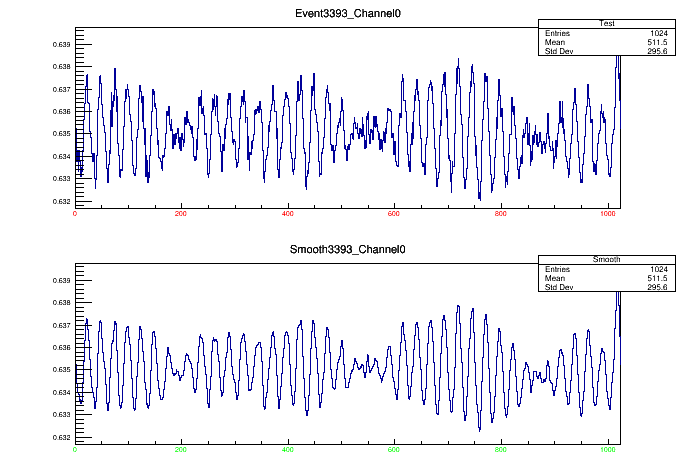 Event3393_Channel0
Test
Entries 1024
Mean 511.5
Std Dev 295.6
0.639
0.638
0.637
0.636
0.635
0.634
0.633
0.632
0 200 400 600 800 1000
Smooth3393_Channel0
Smooth
Entries 1024
Mean 511.5
Std Dev 295.6
0.639
0.638
0.637
0.636
0.635
0.634
0.633
0.632
0 200 400 600 800 1000